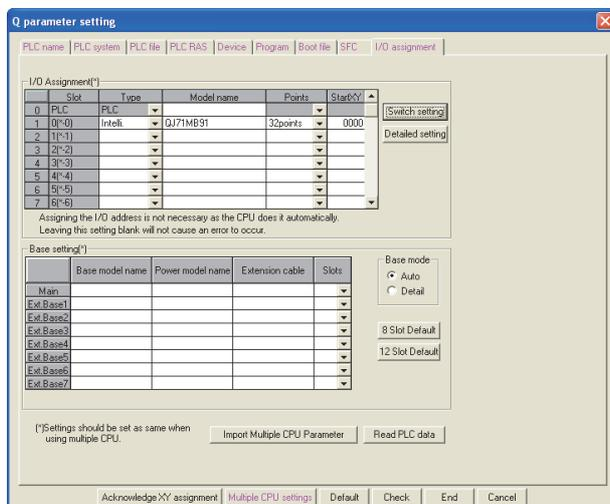 Q parameter setting
PLC name PLC system PLC file PLC RAS Device Program Boot file SFC I/O assignment
I/O Assignment(*)
Slot Type Model name Points StartXY
0 PLC PLC
1 0(*-0) Intelli. QJ71MB91 32points 0000
2 1(*-1)
3 2(*-2)
4 3(*-3)
5 4(*-4)
6 5(*-5)
7 6(*-6)
Switch setting
Detailed setting
Assigning the I/O address is not necessary as the CPU does it automatically.
Leaving this setting blank will not cause an error to occur.
Base setting(*)
Base model name Power model name Extension cable Slots
Main
Ext.Base1
Ext.Base2
Ext.Base3
Ext.Base4
Ext.Base5
Ext.Base6
Ext.Base7
Base mode
Auto
Detail
8 Slot Default
12 Slot Default
(*)Settings should be set as same when
using multiple CPU.
Import Multiple CPU Parameter Read PLC data
Acknowledge XY assignment Multiple CPU settings Default Check End Cancel